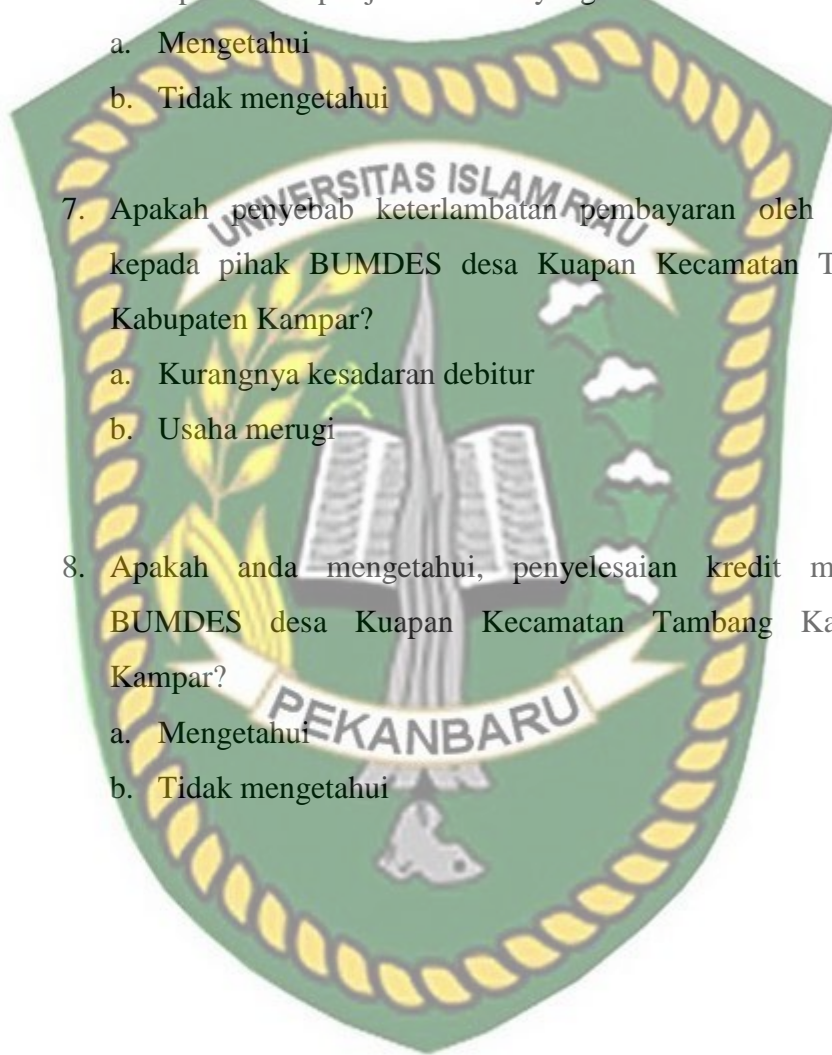 a. Mengetahui
b. Tidak mengetahui
UNIVERSITAS ISLAM RIAU
7. Apakah penyebab keterlambatan pembayaran oleh
kepada pihak BUMDES desa Kuapan Kecamatan
Kabupaten Kampar?
a. Kurangnya kesadaran debitur
b. Usaha merugi
8. Apakah anda mengetahui, penyelesaian kredit
BUMDES desa Kuapan Kecamatan Tambang
Kampar?
PEKANBARU
a. Mengetahui
b. Tidak mengetahui